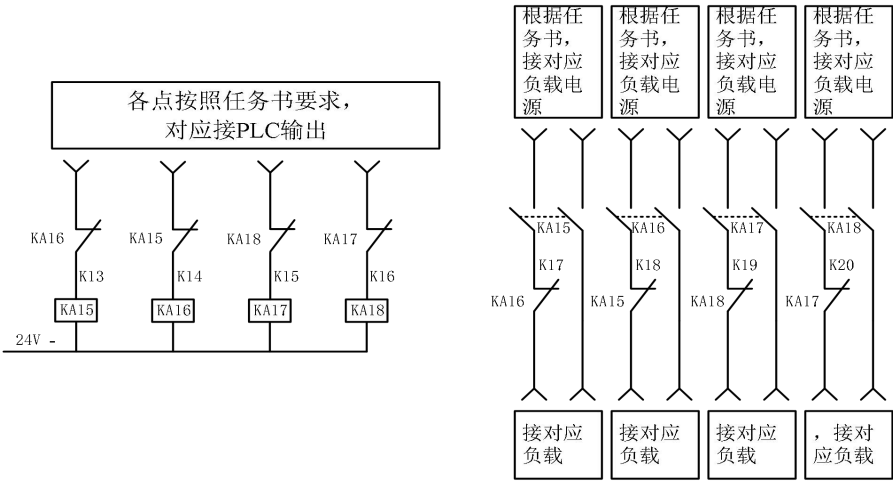 各点按照任务书要求，
对应接PLC输出
KA16
KA15
KA18
KA17
K13
K14
K15
K16
KA15
KA16
KA17
KA18
24V -
根据任
务书，
接对应
负载电
源
根据任
务书，
接对应
负载电
源
根据任
务书，
接对应
负载电
源
根据任
务书，
接对应
负载电
源
KA15
KA16
KA17
KA18
K17
K18
K19
K20
KA16
KA15
KA18
KA17
接对应
负载
接对应
负载
接对应
负载
，接对
应负载